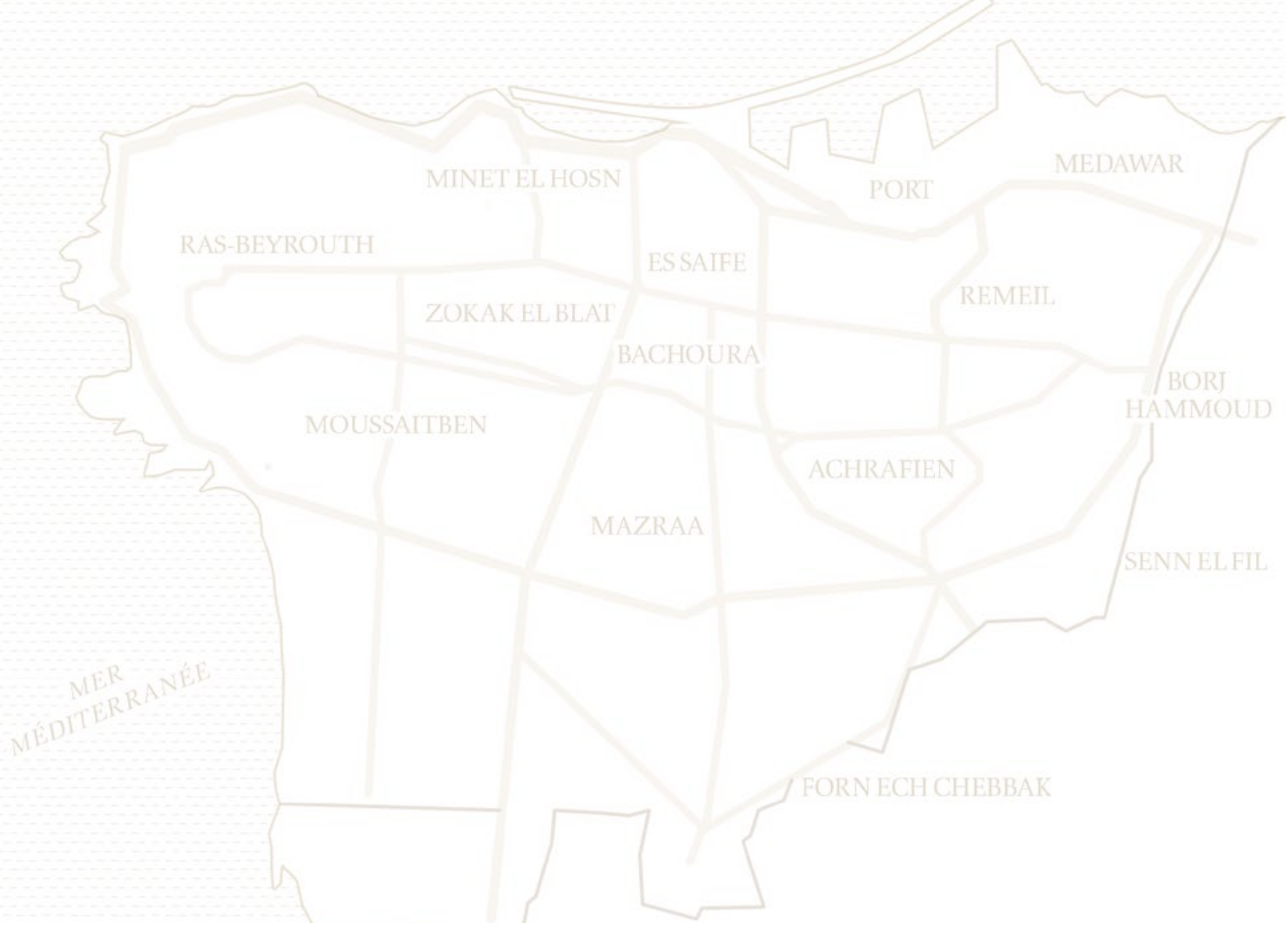 MINET EL HOSN
MEDAWAR
PORT
RAS-BEYROUTH
ES SAIFE
REMEIL
ZOKAK EL BLAT
BACHOURA
BORJ
HAMMOUD
MOUSSAITBEN
ACHRAFIEN
MAZRAA
SENN EL FIL
MER
MÉDITERRANÉE
FORN ECH CHEBBAK